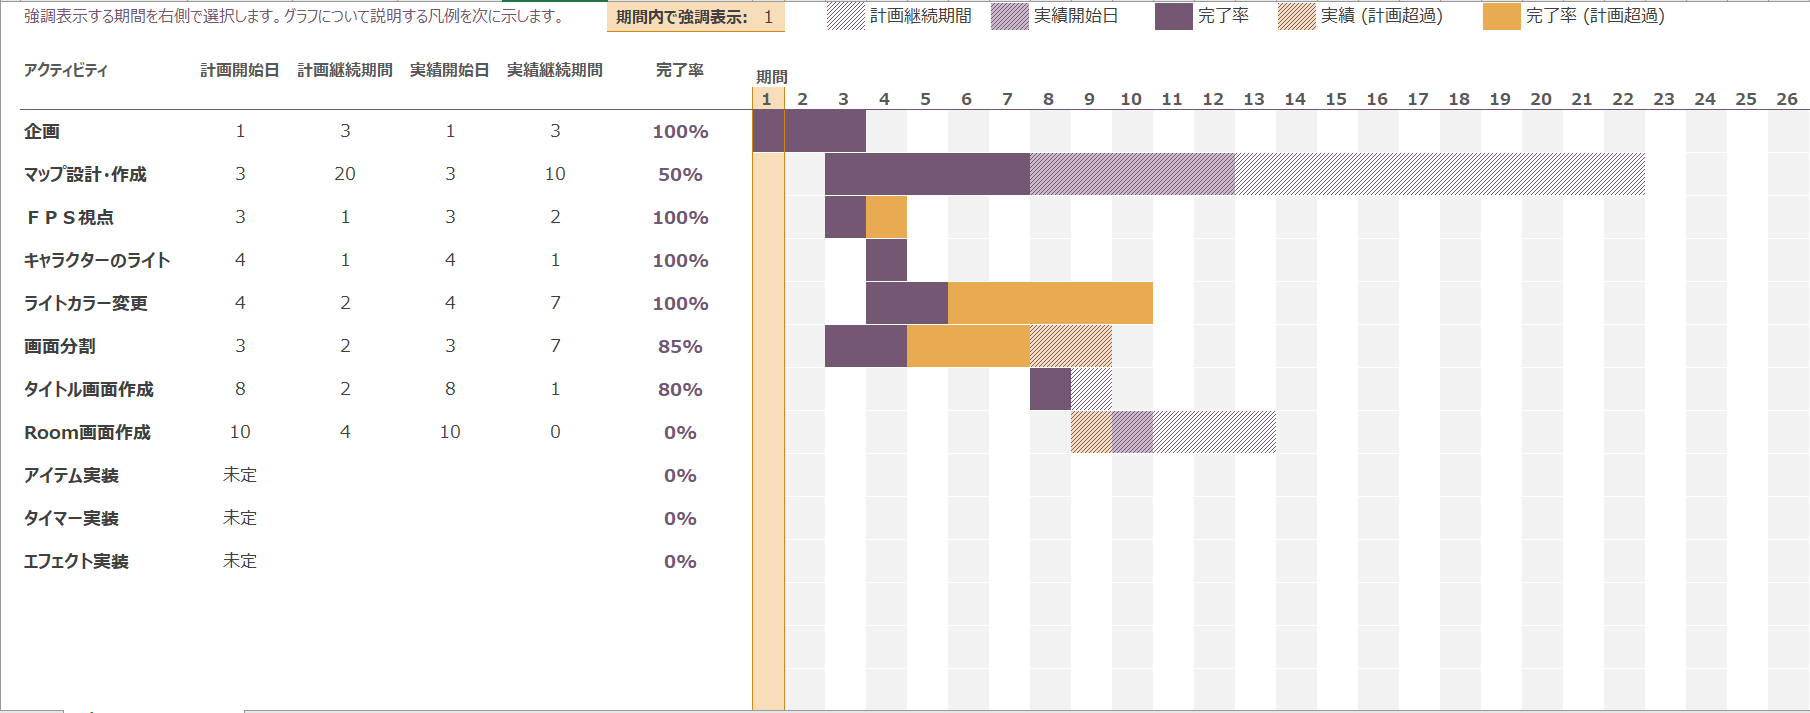 強調表示する期間を右側で選択します。グラフについて説明する凡例を次に示します。 期間内で強調表示: 1 計画継続期間 実績開始日 完了率 実績 (計画超過) 完了率 (計画超過)
アクティビティ 計画開始日 計画継続期間 実績開始日 実績継続期間 完了率 期間
1 2 3 4 5 6 7 8 9 10 11 12 13 14 15 16 17 18 19 20 21 22 23 24 25 26
企画 1 3 1 3 100%
マップ設計・作成 3 20 3 10 50%
ＦＰＳ視点 3 1 3 2 100%
キャラクターのライト 4 1 4 1 100%
ライトカラー変更 4 2 4 7 100%
画面分割 3 2 3 7 85%
タイトル画面作成 8 2 8 1 80%
Room画面作成 10 4 10 0 0%
アイテム実装 未定 0%
タイマー実装 未定 0%
エフェクト実装 未定 0%